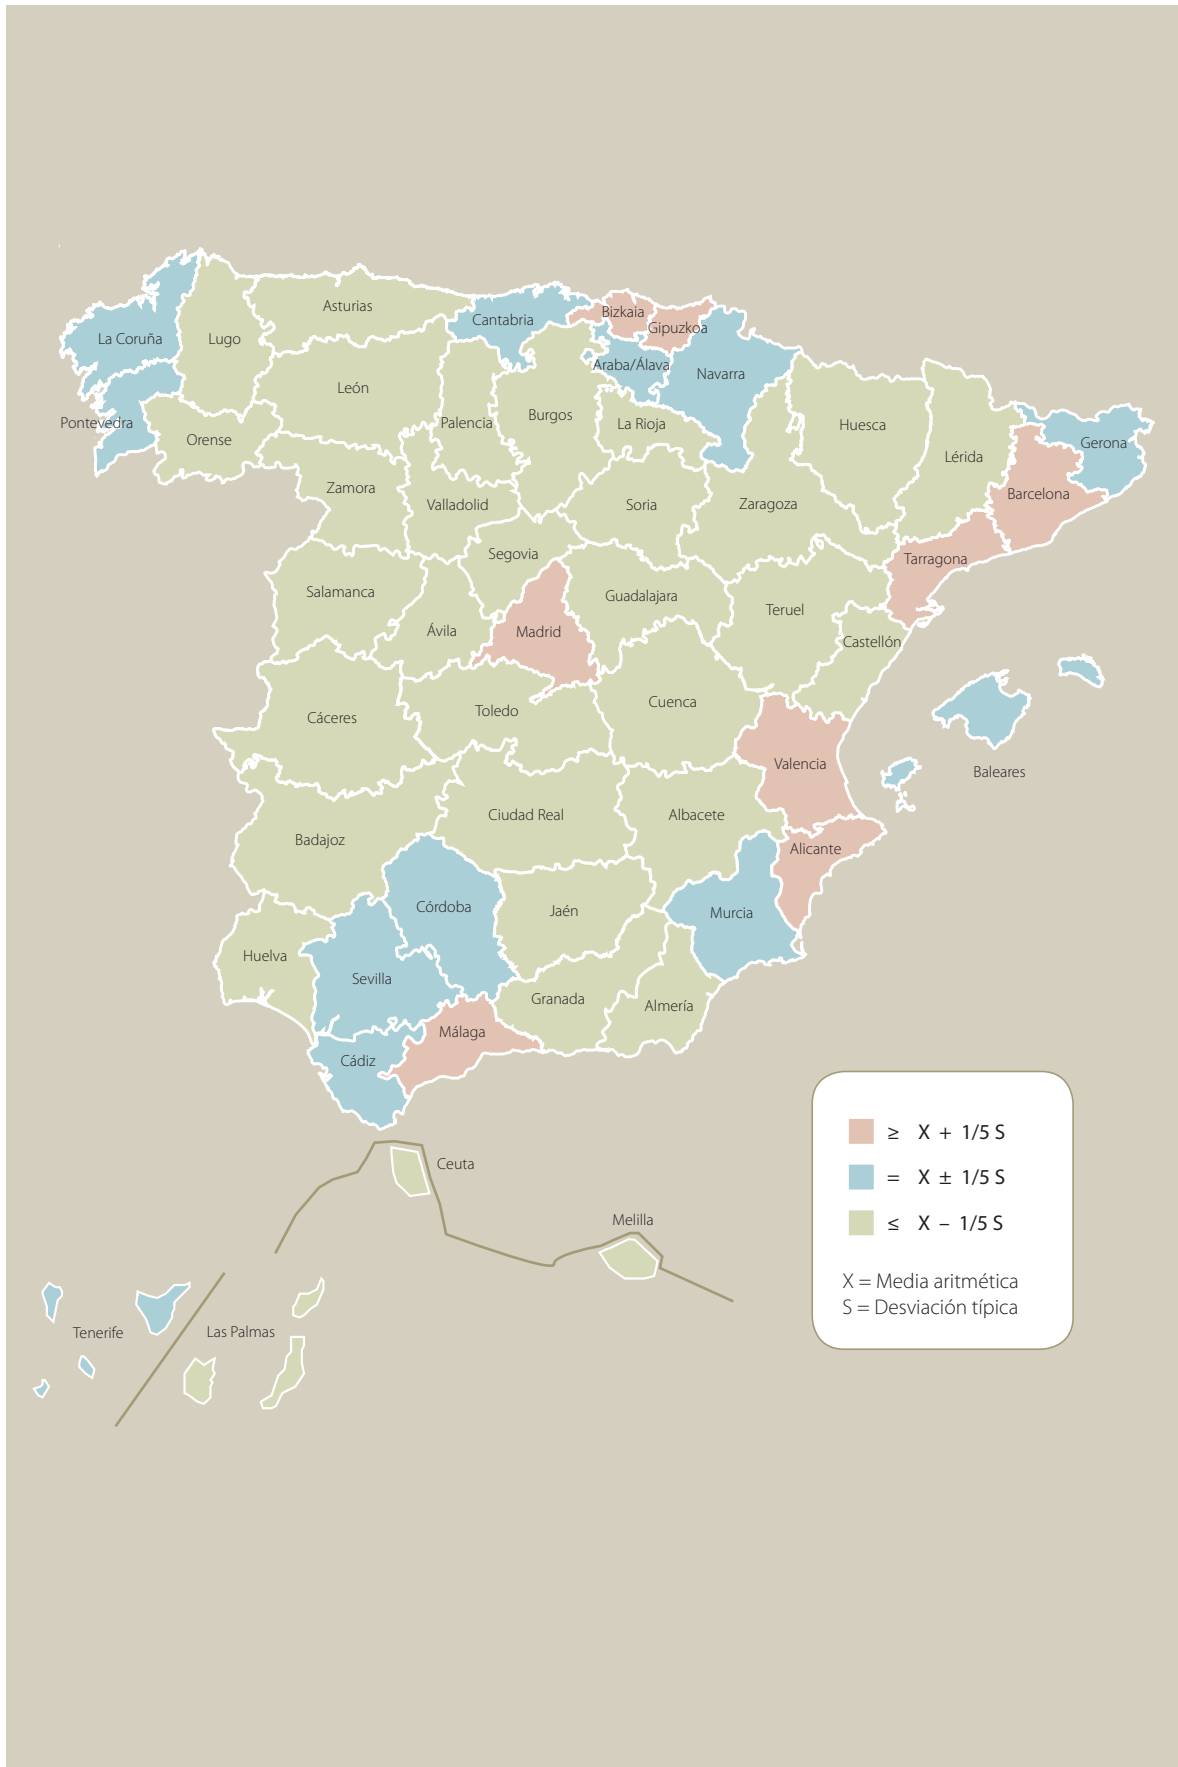 Asturias
Cantabria
Bizkaia
Gipuzkoa
La Coruña
Lugo
Araba/Álava
Navarra
León
Pontevedra
Orense
Palencia
Burgos
La Rioja
Huesca
Lérida
Gerona
Zamora
Valladolid
Soria
Zaragoza
Barcelona
Segovia
Tarragona
Salamanca
Ávila
Madrid
Guadalajara
Teruel
Castellón
Cáceres
Toledo
Cuenca
Valencia
Baleares
Badajoz
Ciudad Real
Albacete
Alicante
Córdoba
Jaén
Murcia
Huelva
Sevilla
Granada
Almería
Málaga
Cádiz
Ceuta
Melilla
Tenerife
Las Palmas
≥ X + 1/5 S
= X ± 1/5 S
≤ X – 1/5 S
X = Media aritmética
S = Desviación típica